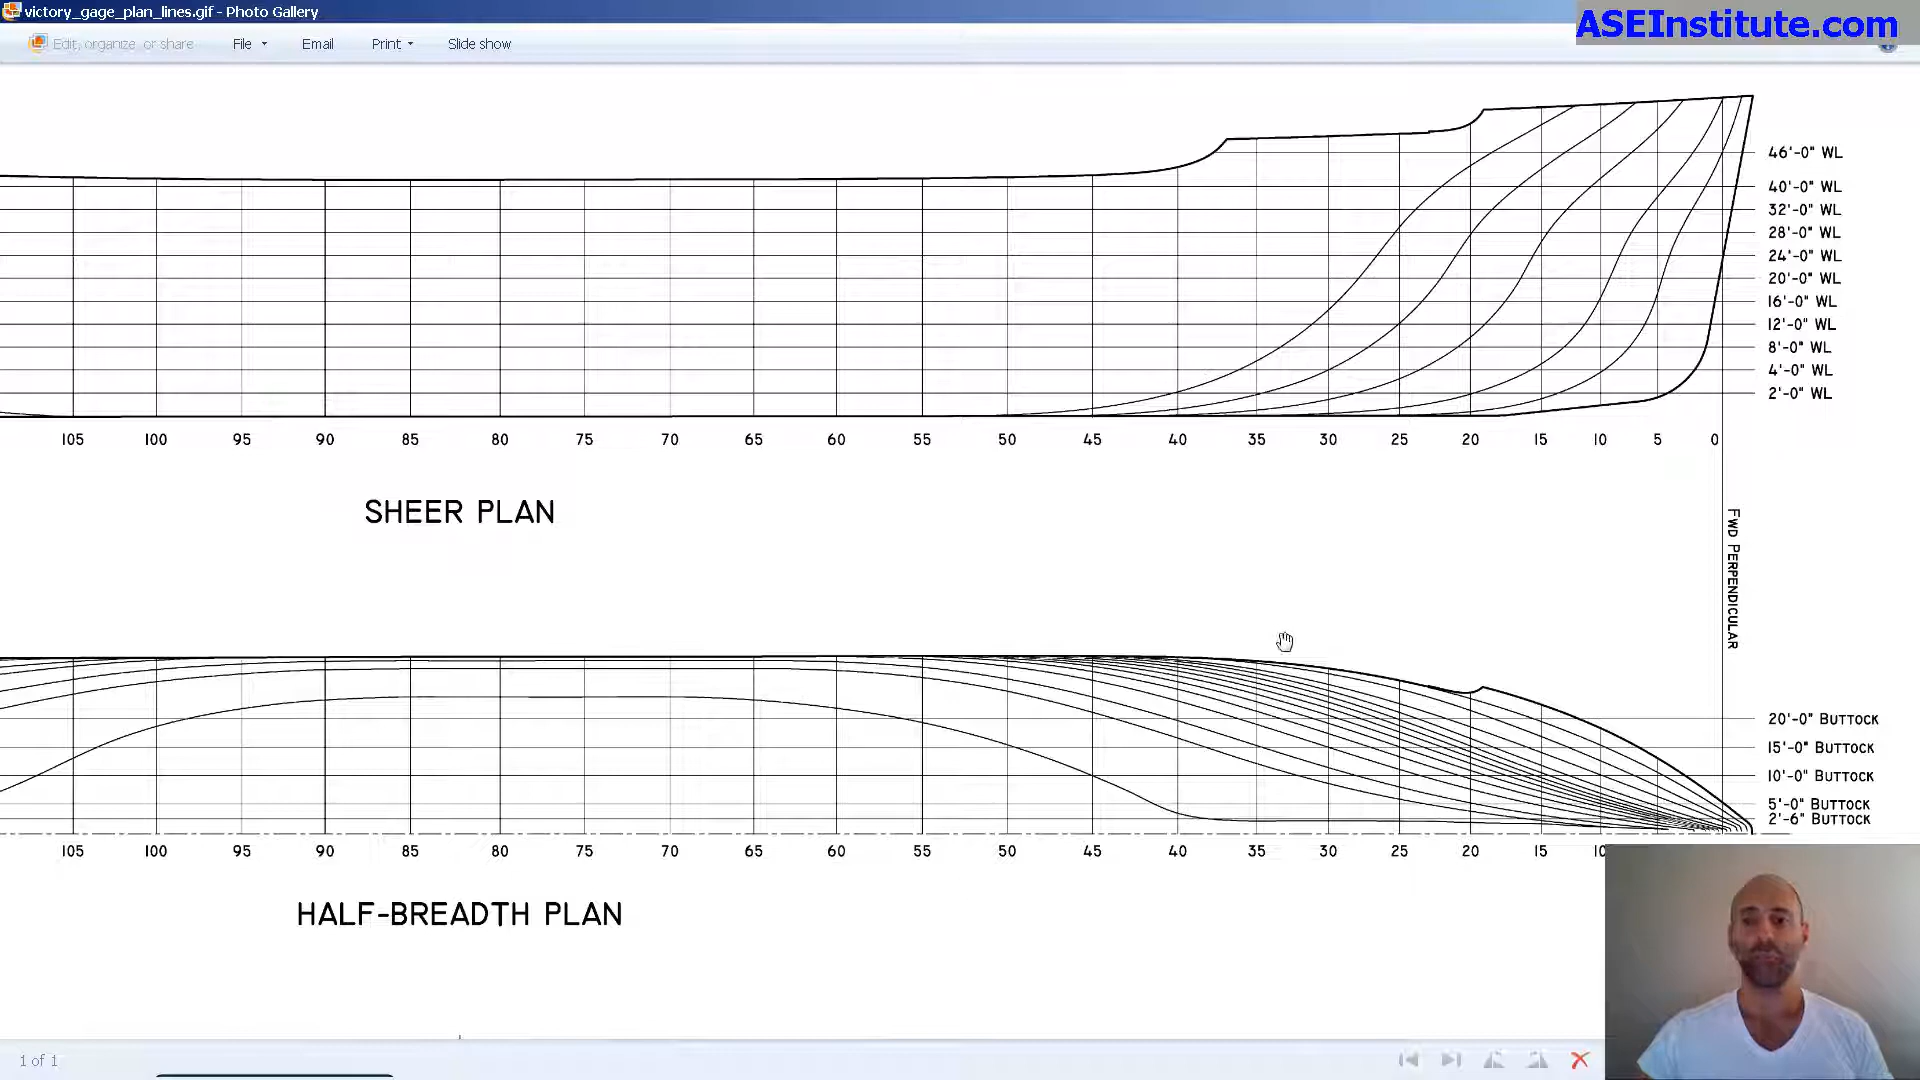 victory_gage_plan_lines.gif - Photo Gallery
ASEInstitute.com
Edit, organize or share
File
Email
Print
Slide show
46'-0" WL
40'-0" WL
32'-0" WL
28'-0" WL
24'-0" WL
20'-0" WL
16'-0" WL
12'-0" WL
8'-0" WL
4'-0" WL
2'-0" WL
105 100 95 90 85 80 75 70 65 60 55 50 45 40 35 30 25 20 15 10 5 0
SHEER PLAN
FWD PERPENDICULAR
20'-0" BUTTOCK
15'-0" BUTTOCK
10'-0" BUTTOCK
5'-0" BUTTOCK
2'-6" BUTTOCK
105 100 95 90 85 80 75 70 65 60 55 50 45 40 35 30 25 20 15
HALF-BREADTH PLAN
1 of 1